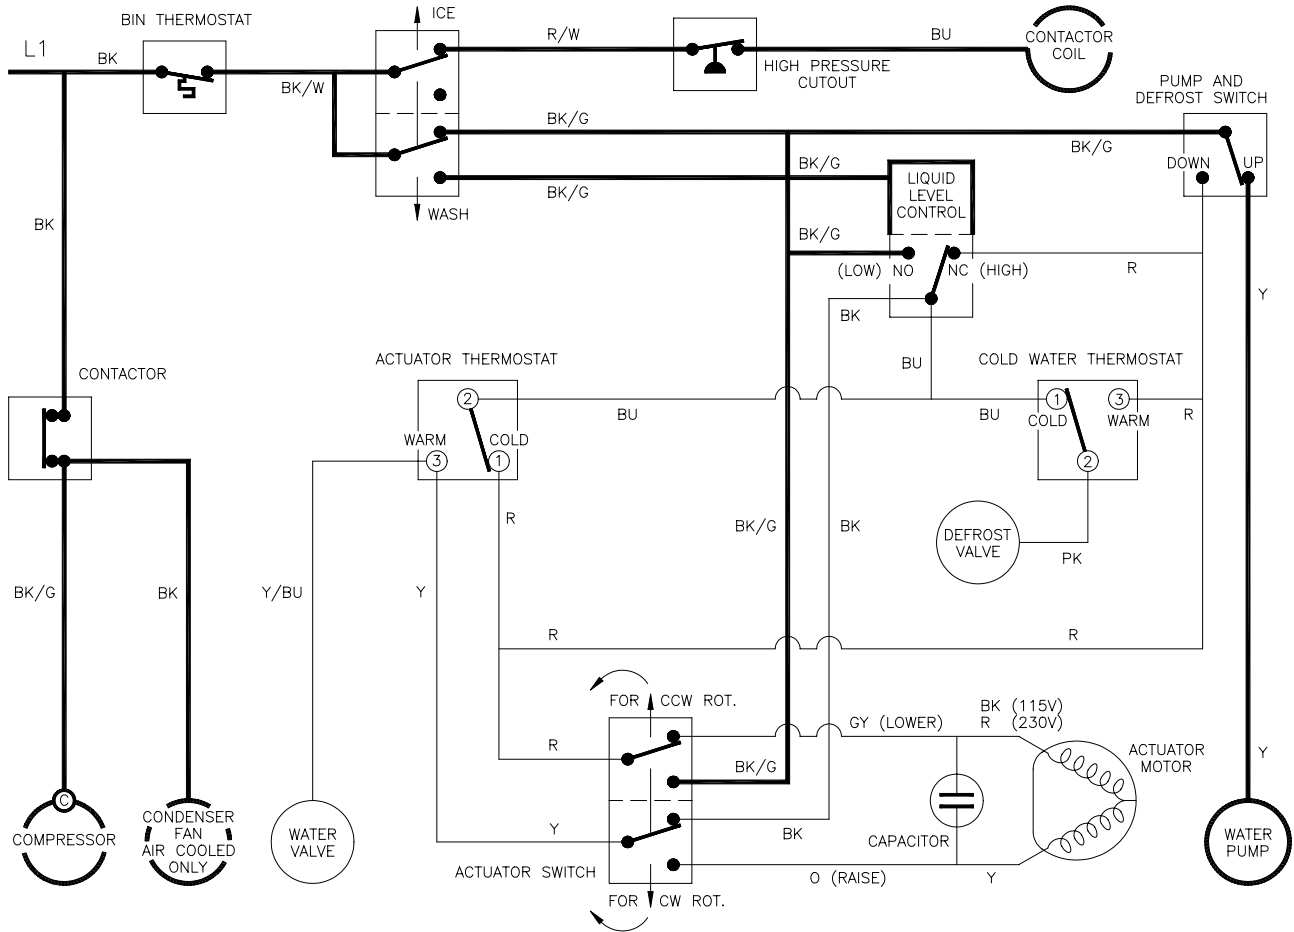 BIN THERMOSTAT
ICE
L1
BK
BK/W
R/W
BU
HIGH PRESSURE
CUTOUT
CONTACTOR
COIL
PUMP AND
DEFROST SWITCH
BK/G
BK/G
DOWN
UP
BK/G
BK/G
LIQUID
LEVEL
CONTROL
WASH
BK
BK/G
(LOW) NO
NC (HIGH)
R
Y
BK
BU
ACTUATOR THERMOSTAT
COLD WATER THERMOSTAT
CONTACTOR
2
BU
BU
1
3
R
COLD
WARM
WARM
COLD
3
1
2
R
BK/G
BK
DEFROST
VALVE
PK
BK/G
BK
Y/BU
Y
R
R
FOR
CCW ROT.
GY (LOWER)
BK (115V)
R (230V)
R
BK/G
ACTUATOR
MOTOR
Y
C
COMPRESSOR
CONDENSER
FAN
AIR COOLED
ONLY
WATER
VALVE
Y
BK
CAPACITOR
WATER
PUMP
ACTUATOR SWITCH
O (RAISE)
Y
FOR
CW ROT.